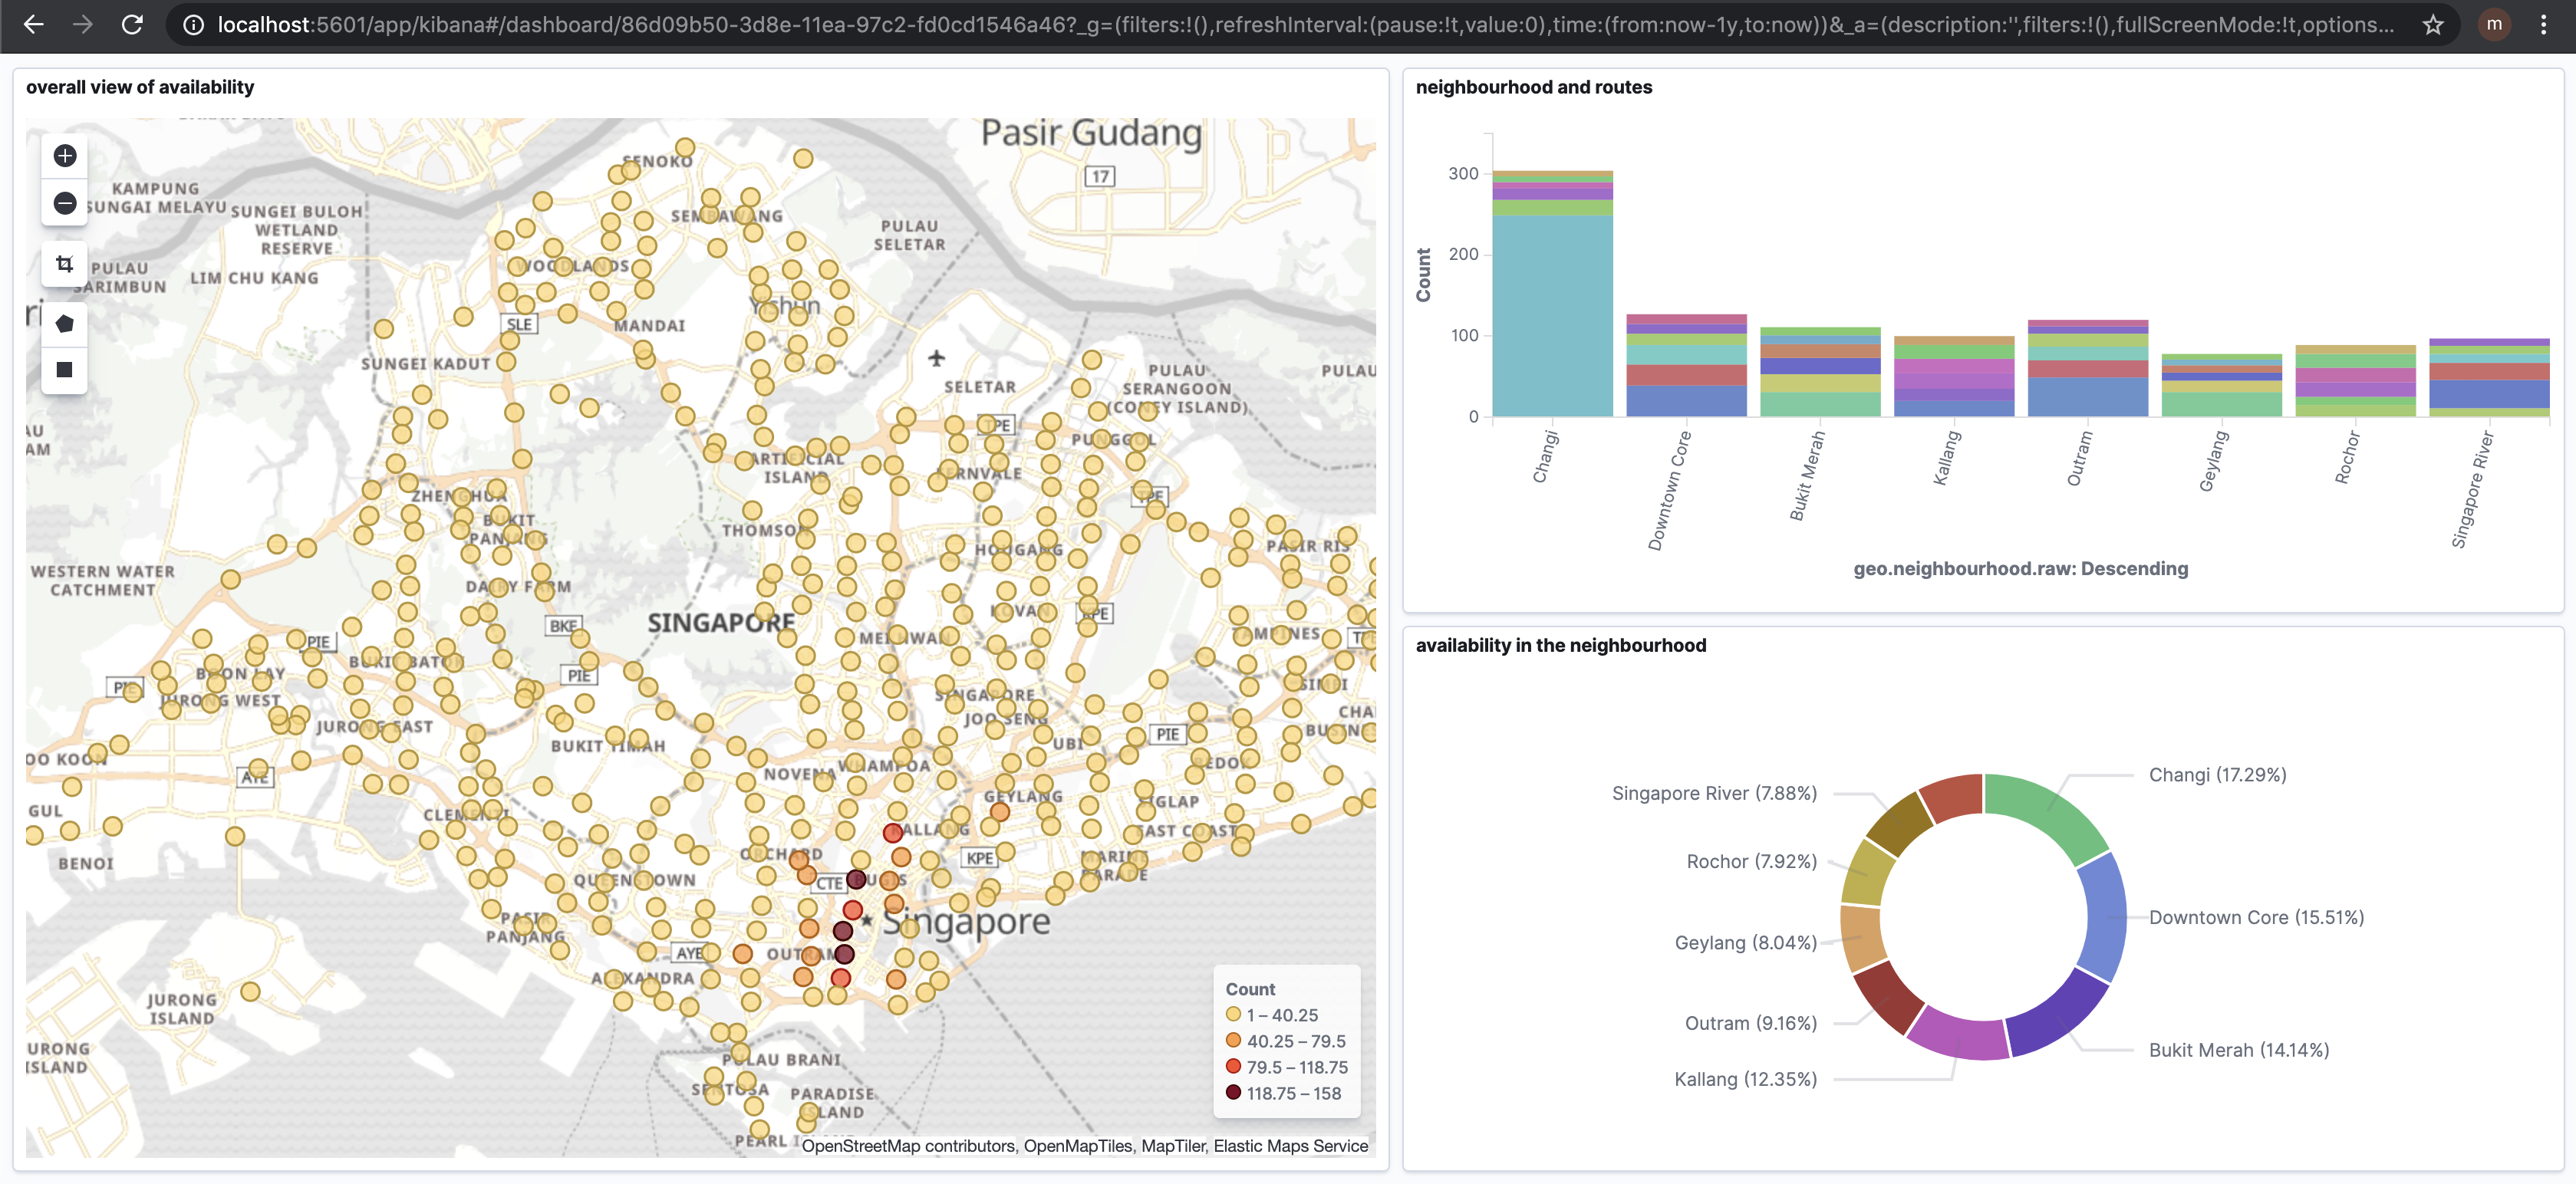 localhost:5601/app/kibana#/dashboard/86d09b50-3d8e-11ea-97c2-fd0cd1546a46?_g=(filters:!(),refreshInterval:(pause:!t,value:0),time:(from:now-1y,to:now))&_a=(description:'',filters:!(),fullScreenMode:!t,options...
m
overall view of availability
Pasir Gudang
17
SENOKO
KAMPUNG
SUNGAI MELAYU
SUNGEI BULOH
WETLAND
RESERVE
SEMBAWANG
PULAU
SELETAR
PULAU
SARIMBUN
LIM CHU KANG
WOODLANDS
Yishun
SLE
MANDAI
SUNGEI KADUT
SELETAR
PULAU
SERANGOON
(CONEY ISLAND)
PULAU
TPE
PUNGGOL
ARTIFICIAL
ISLAND
FERNVALE
ZHENGHUA
TPE
BUKIT
PANJANG
THOMSON
HOUGANG
PASIR RIS
WESTERN WATER
CATCHMENT
DAIRY FARM
KOVAN
KPE
SINGAPORE
BKE
PIE
MEI HWAN
TAMPINES
BUKIT BATOK
BOON LAY
PIE
PIE
JURONG WEST
SINGAPORE
SIMEI
JURONG EAST
JOO SENG
BUKIT TIMAH
UBI
PIE
OO KOON
NOVENA
WHAMPOA
BEDOK
AYE
GEYLANG
SIGLAP
GUL
CLEMENTI
KALLANG
EAST COAST
BENOI
ORCHARD
KPE
MARINE
PARADE
QUEENSTOWN
CTE
BUGIS
PASIR
PANJANG
Singapore
AYE
OUTRAM
ALEXANDRA
JURONG
ISLAND
PULAU BRANI
SENTOSA
PARADISE
ISLAND
PEARL
Count
1 – 40.25
40.25 – 79.5
79.5 – 118.75
118.75 – 158
OpenStreetMap contributors, OpenMapTiles, MapTiler, Elastic Maps Service
neighbourhood and routes
300
200
100
0
Count
Changi
Downtown Core
Bukit Merah
Kallang
Outram
Geylang
Rochor
Singapore River
geo.neighbourhood.raw: Descending
availability in the neighbourhood
Changi (17.29%)
Singapore River (7.88%)
Rochor (7.92%)
Downtown Core (15.51%)
Geylang (8.04%)
Outram (9.16%)
Bukit Merah (14.14%)
Kallang (12.35%)